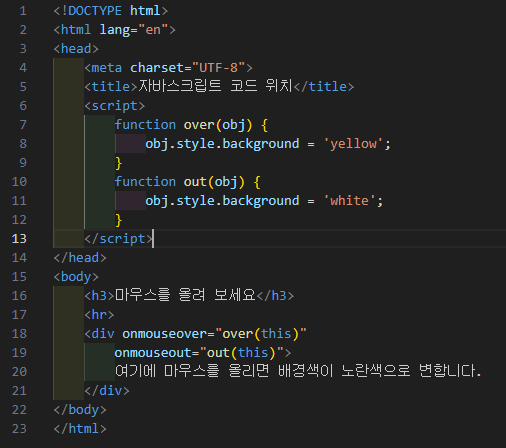 1 <!DOCTYPE html>
2 <html lang="en">
3 <head>
4     <meta charset="UTF-8">
5     <title>자바스크립트 코드 위치</title>
6     <script>
7         function over(obj) {
8             obj.style.background = 'yellow';
9         }
10         function out(obj) {
11             obj.style.background = 'white';
12         }
13     </script>
14 </head>
15 <body>
16     <h3>마우스를 올려 보세요</h3>
17     <hr>
18     <div onmouseover="over(this)"
19         onmouseout="out(this)">
20         여기에 마우스를 올리면 배경색이 노란색으로 변합니다.
21     </div>
22 </body>
23 </html>